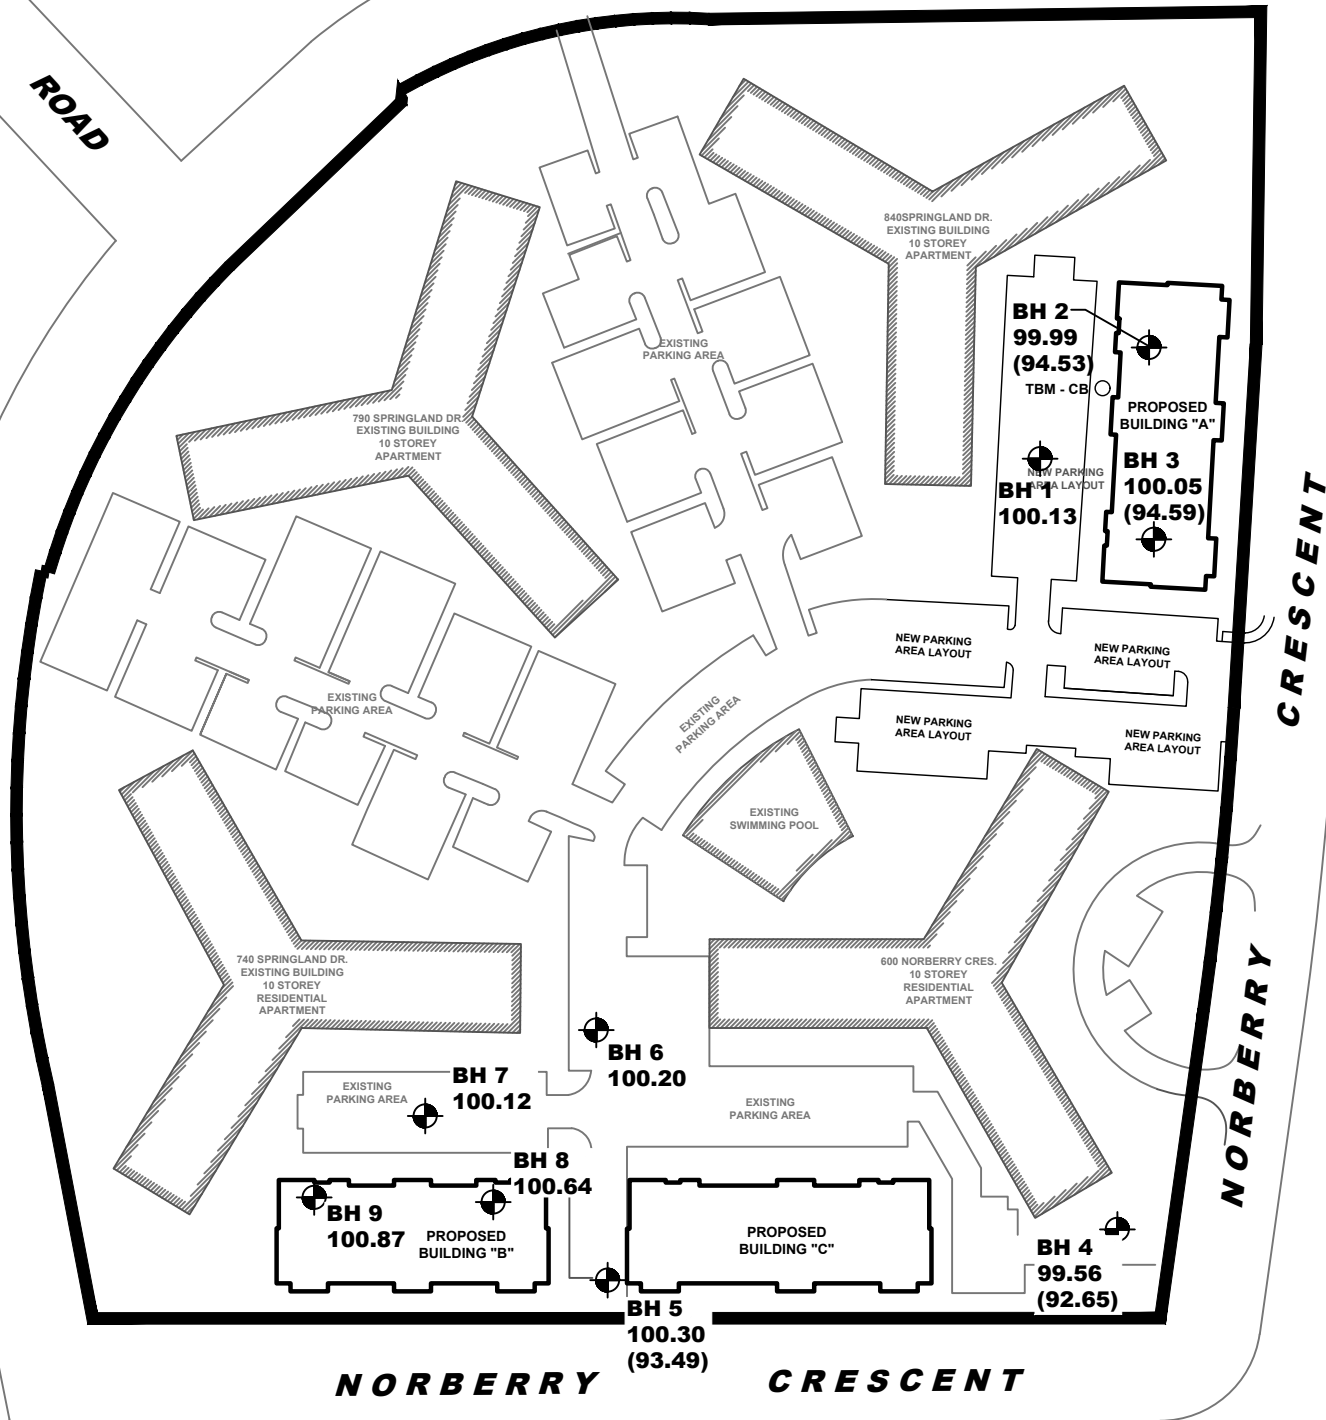 ROAD
840SPRINGLAND DR.
EXISTING BUILDING
10 STOREY
APARTMENT
BH 2
99.99
(94.53)
TBM - CB
EXISTING
PARKING AREA
PROPOSED
BUILDING "A"
790 SPRINGLAND DR.
EXISTING BUILDING
10 STOREY
APARTMENT
NEW PARKING
AREA LAYOUT
BH 1
100.13
BH 3
100.05
(94.59)
CRESCENT
NEW PARKING
AREA LAYOUT
NEW PARKING
AREA LAYOUT
EXISTING
PARKING AREA
EXISTING
PARKING AREA
NEW PARKING
AREA LAYOUT
NEW PARKING
AREA LAYOUT
EXISTING
SWIMMING POOL
740 SPRINGLAND DR.
EXISTING BUILDING
10 STOREY
RESIDENTIAL
APARTMENT
600 NORBERRY CRES.
10 STOREY
RESIDENTIAL
APARTMENT
NORBERRY
BH 6
100.20
BH 7
100.12
EXISTING
PARKING AREA
EXISTING
PARKING AREA
BH 8
100.64
BH 9
100.87
PROPOSED
BUILDING "B"
PROPOSED
BUILDING "C"
BH 4
99.56
(92.65)
BH 5
100.30
(93.49)
NORBERRY CRESCENT